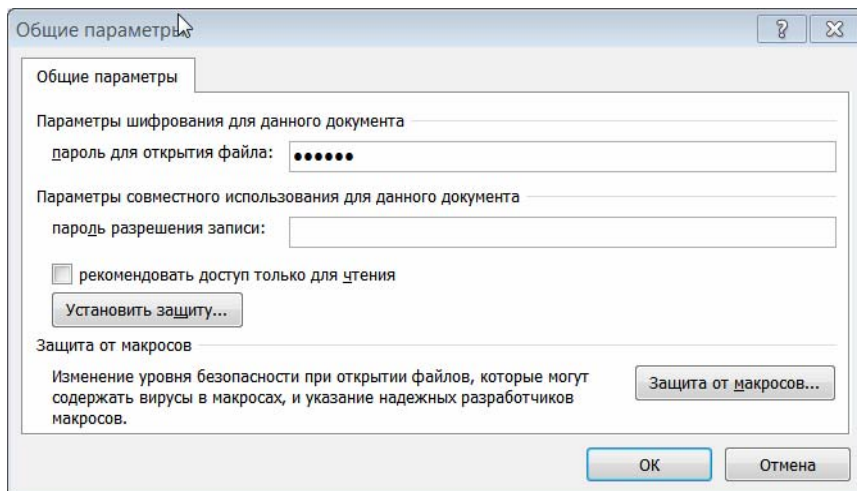 Общие параметры
Общие параметры
Параметры шифрования для данного документа
пароль для открытия файла: ●●●●●●
Параметры совместного использования для данного документа
пароль разрешения записи:
рекомендовать доступ только для чтения
Установить защиту...
Защита от макросов
Изменение уровня безопасности при открытии файлов, которые могут
содержать вирусы в макросах, и указание надежных разработчиков
макросов.
Защита от макросов...
ОК
Отмена